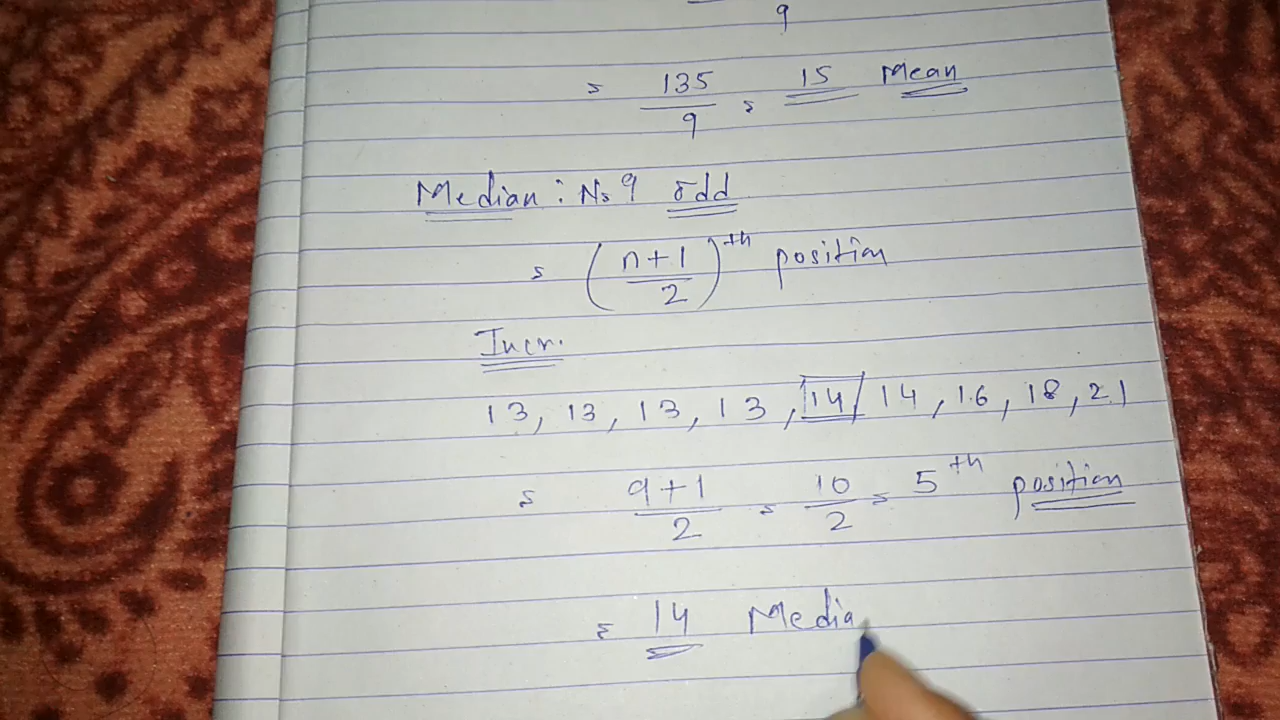 9
= 135/9 = 15 Mean
Median : N=9 odd
= ((n+1)/2)th position
Incr.
13, 13, 13, 13, 14, 14, 16, 18, 21
= (9+1)/2 = 10/2 = 5th position
= 14 Media